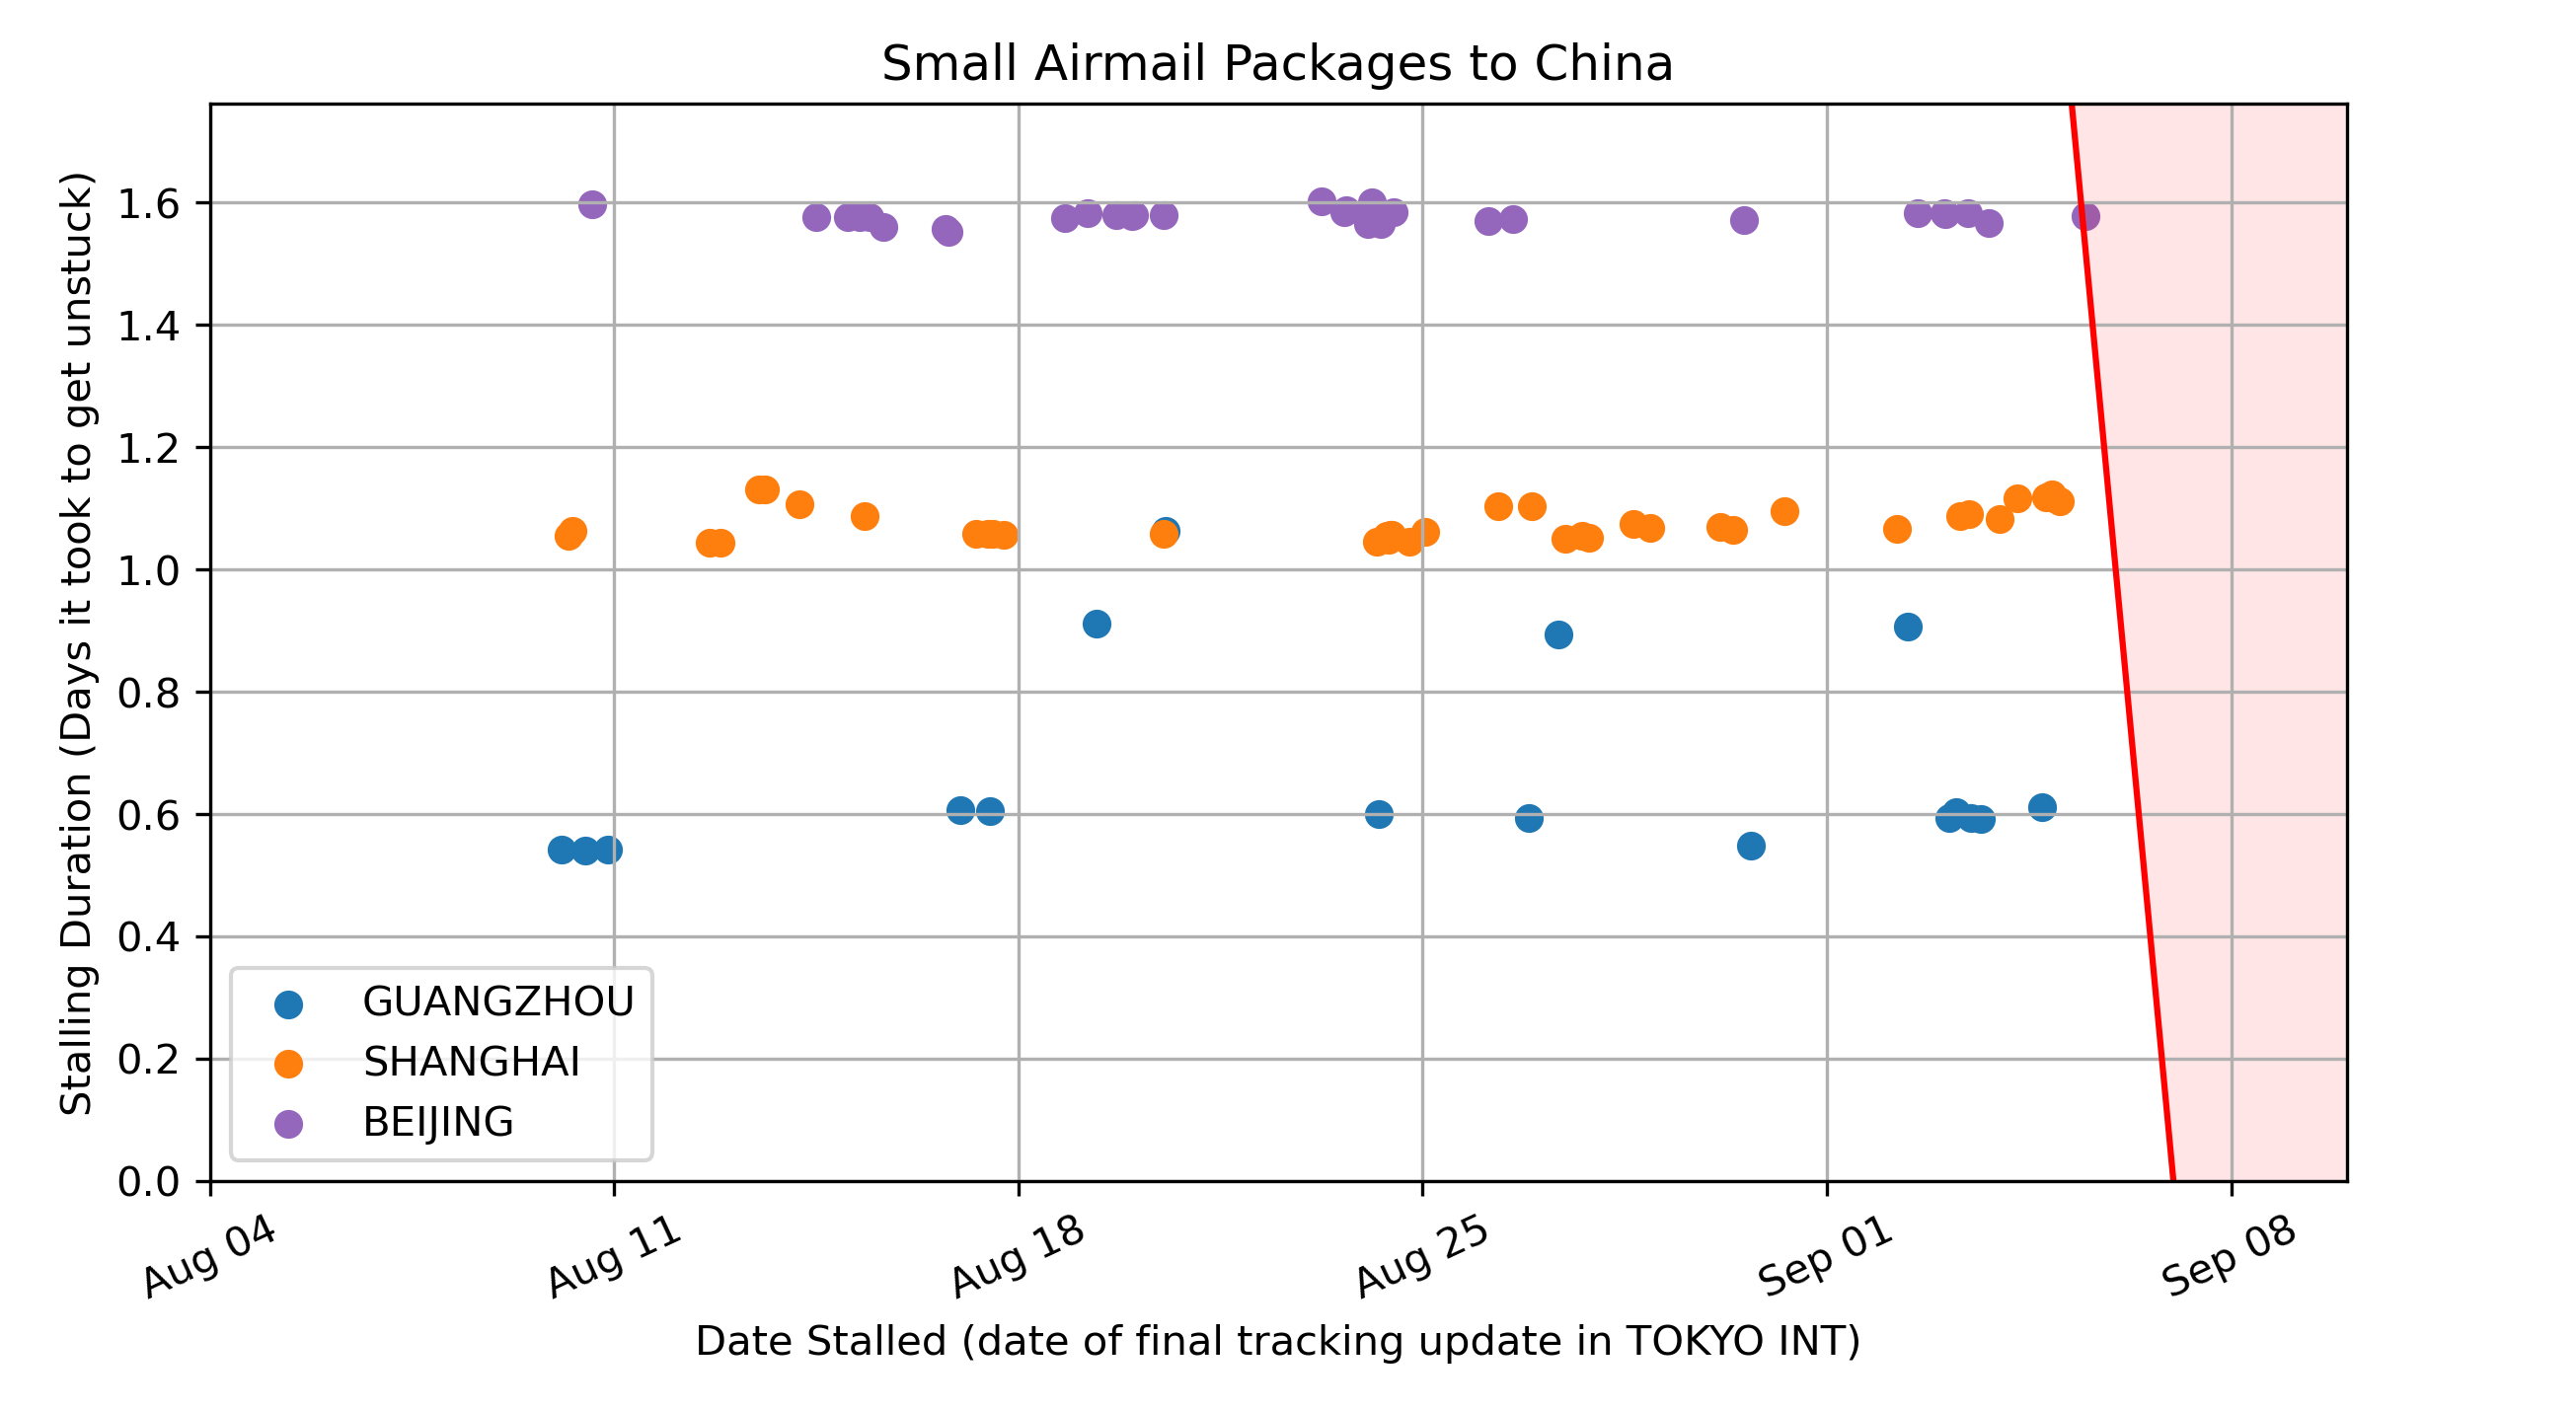 Small Airmail Packages to China
Stalling Duration (Days it took to get unstuck)
1.6
1.4
1.2
1.0
0.8
0.6
0.4
0.2
0.0
GUANGZHOU
SHANGHAI
BEIJING
Aug 04
Aug 11
Aug 18
Aug 25
Sep 01
Sep 08
Date Stalled (date of final tracking update in TOKYO INT)